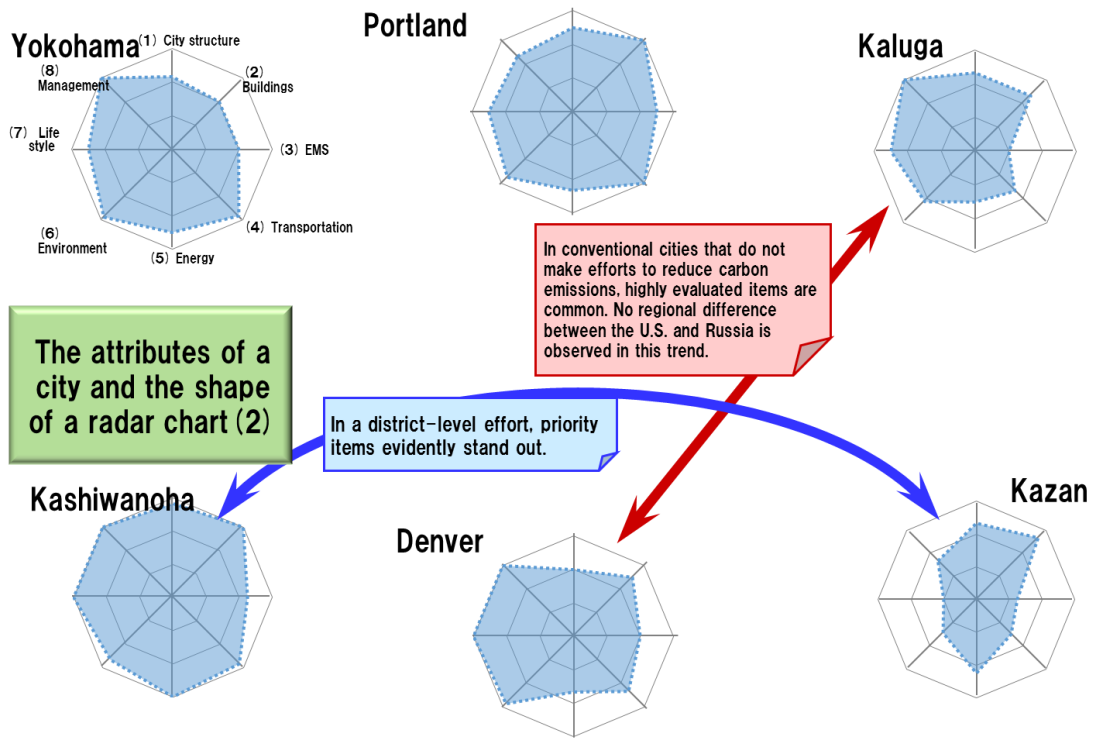 Yokohama
(1) City structure
(2)
Buildings
(3) EMS
(4) Transportation
(5) Energy
(6)
Environment
(7) Life
style
(8)
Management
Portland
Kaluga
In conventional cities that do not
make efforts to reduce carbon
emissions, highly evaluated items are
common. No regional difference
between the U.S. and Russia is
observed in this trend.
The attributes of a
city and the shape
of a radar chart (2)
In a district-level effort, priority
items evidently stand out.
Kashiwanoha
Denver
Kazan